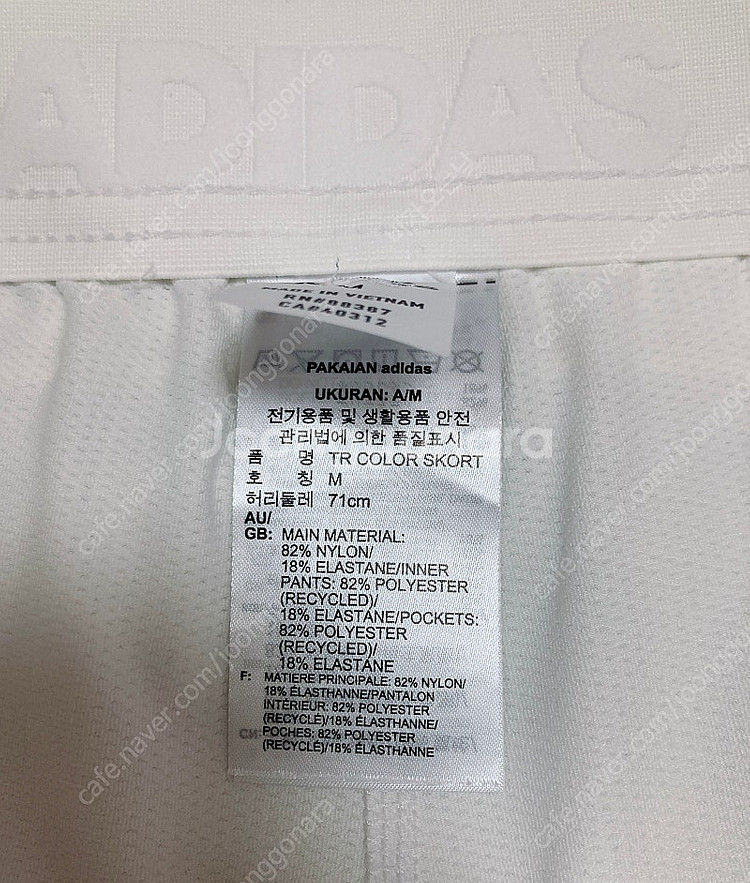 ADIDAS
MADE IN VIETNAM
RN#88387
CA#40312
PAKAIAN adidas
UKURAN: A/M
전기용품 및 생활용품 안전
관리법에 의한 품질표시
품 명 TR COLOR SKORT
호 칭 M
허리둘레 71cm
AU/
GB: MAIN MATERIAL:
82% NYLON/
18% ELASTANE/INNER
PANTS: 82% POLYESTER
(RECYCLED)/
18% ELASTANE/POCKETS:
82% POLYESTER
(RECYCLED)/
18% ELASTANE
F: MATIERE PRINCIPALE: 82% NYLON/
18% ÉLASTHANNE/PANTALON
INTÉRIEUR: 82% POLYESTER
(RECYCLÉ)/18% ÉLASTHANNE/
POCHES: 82% POLYESTER
(RECYCLÉ)/18% ÉLASTHANNE
Joonggonara
cafe.naver.com/joonggonara